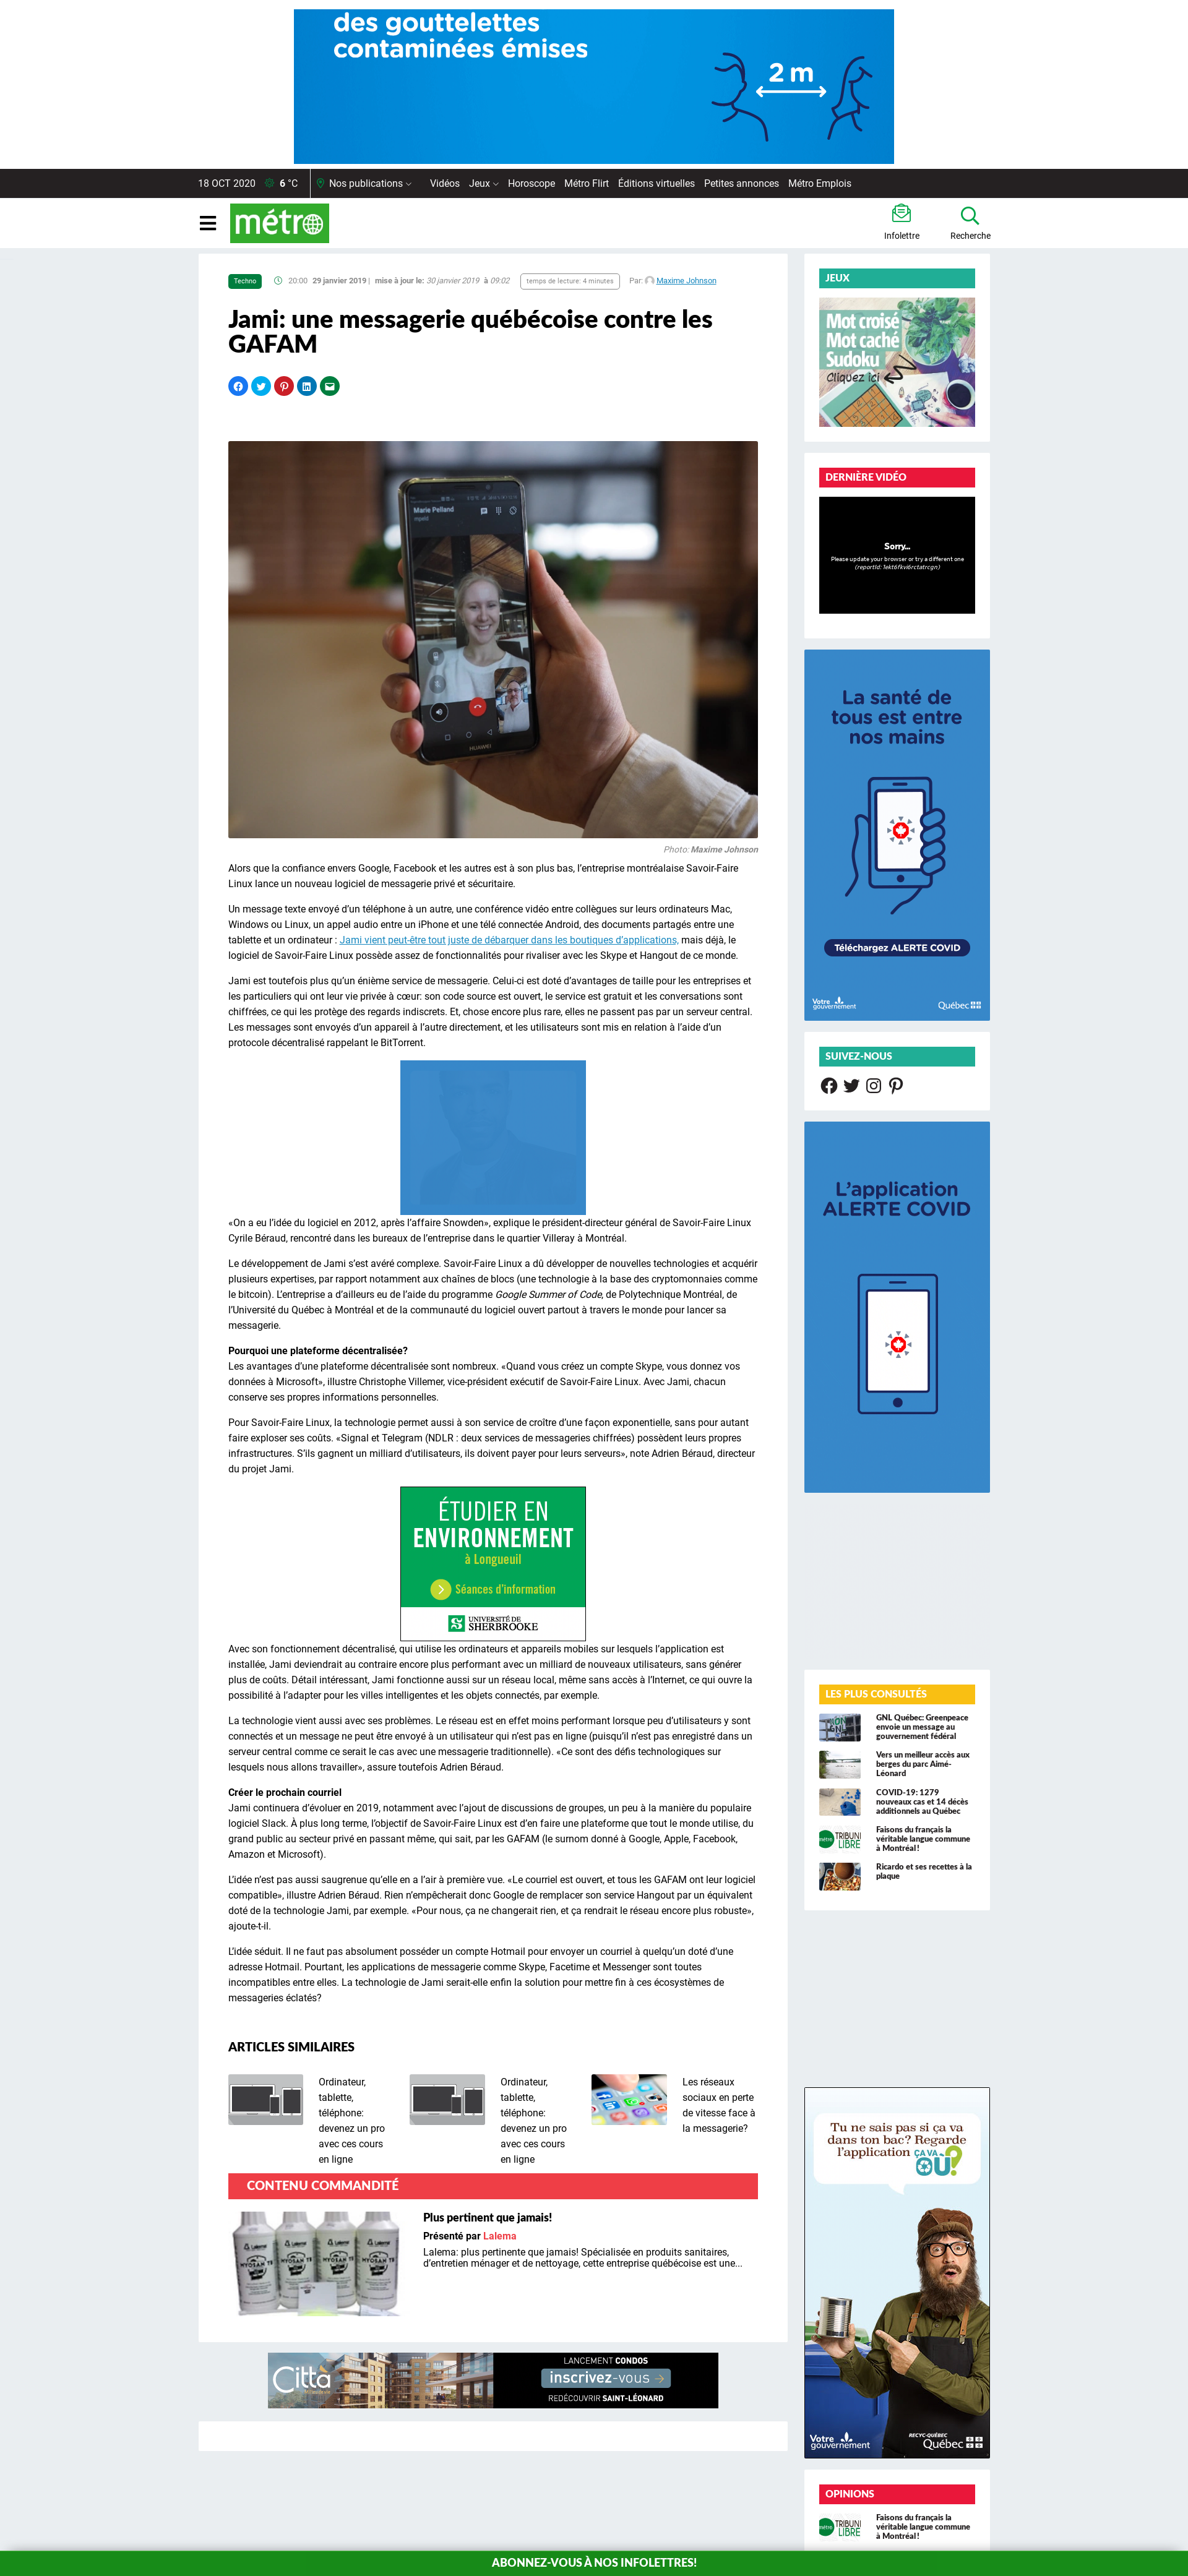 des gouttelettes
contaminées émises
2 m
18 OCT 2020 6 °C Nos publications Vidéos Jeux Horoscope Métro Flirt Éditions virtuelles Petites annonces Métro Emplois
métro
Infolettre Recherche
Techno 20:00 29 janvier 2019 | mise à jour le: 30 janvier 2019 à 09:02 temps de lecture: 4 minutes Par: Maxime Johnson
Jami: une messagerie québécoise contre les
GAFAM
Marie Pelland
HUAWEI
Photo: Maxime Johnson
Alors que la confiance envers Google, Facebook et les autres est à son plus bas, l’entreprise montréalaise Savoir-Faire
Linux lance un nouveau logiciel de messagerie privé et sécuritaire.
Un message texte envoyé d’un téléphone à un autre, une conférence vidéo entre collègues sur leurs ordinateurs Mac,
Windows ou Linux, un appel audio entre un iPhone et une télé connectée Android, des documents partagés entre une
tablette et un ordinateur : Jami vient peut-être tout juste de débarquer dans les boutiques d’applications, mais déjà, le
logiciel de Savoir-Faire Linux possède assez de fonctionnalités pour rivaliser avec les Skype et Hangout de ce monde.
Jami est toutefois plus qu’un énième service de messagerie. Celui-ci est doté d’avantages de taille pour les entreprises et
les particuliers qui ont leur vie privée à cœur: son code source est ouvert, le service est gratuit et les conversations sont
chiffrées, ce qui les protège des regards indiscrets. Et, chose encore plus rare, elles ne passent pas par un serveur central.
Les messages sont envoyés d’un appareil à l’autre directement, et les utilisateurs sont mis en relation à l’aide d’un
protocole décentralisé rappelant le BitTorrent.
«On a eu l’idée du logiciel en 2012, après l’affaire Snowden», explique le président-directeur général de Savoir-Faire Linux
Cyrile Béraud, rencontré dans les bureaux de l’entreprise dans le quartier Villeray à Montréal.
Le développement de Jami s’est avéré complexe. Savoir-Faire Linux a dû développer de nouvelles technologies et acquérir
plusieurs expertises, par rapport notamment aux chaînes de blocs (une technologie à la base des cryptomonnaies comme
le bitcoin). L’entreprise a d’ailleurs eu de l’aide du programme Google Summer of Code, de Polytechnique Montréal, de
l’Université du Québec à Montréal et de la communauté du logiciel ouvert partout à travers le monde pour lancer sa
messagerie.
Pourquoi une plateforme décentralisée?
Les avantages d’une plateforme décentralisée sont nombreux. «Quand vous créez un compte Skype, vous donnez vos
données à Microsoft», illustre Christophe Villemer, vice-président exécutif de Savoir-Faire Linux. Avec Jami, chacun
conserve ses propres informations personnelles.
Pour Savoir-Faire Linux, la technologie permet aussi à son service de croître d’une façon exponentielle, sans pour autant
faire exploser ses coûts. «Signal et Telegram (NDLR : deux services de messageries chiffrées) possèdent leurs propres
infrastructures. S’ils gagnent un milliard d’utilisateurs, ils doivent payer pour leurs serveurs», note Adrien Béraud, directeur
du projet Jami.
ÉTUDIER EN
ENVIRONNEMENT
à Longueuil
Séances d’information
UNIVERSITÉ DE
SHERBROOKE
Avec son fonctionnement décentralisé, qui utilise les ordinateurs et appareils mobiles sur lesquels l’application est
installée, Jami deviendrait au contraire encore plus performant avec un milliard de nouveaux utilisateurs, sans générer
plus de coûts. Détail intéressant, Jami fonctionne aussi sur un réseau local, même sans accès à l’Internet, ce qui ouvre la
possibilité à l’adapter pour les villes intelligentes et les objets connectés, par exemple.
La technologie vient aussi avec ses problèmes. Le réseau est en effet moins performant lorsque peu d’utilisateurs y sont
connectés et un message ne peut être envoyé à un utilisateur qui n’est pas en ligne (puisqu’il n’est pas enregistré dans un
serveur central comme ce serait le cas avec une messagerie traditionnelle). «Ce sont des défis technologiques sur
lesquels nous allons travailler», assure toutefois Adrien Béraud.
Créer le prochain courriel
Jami continuera d’évoluer en 2019, notamment avec l’ajout de discussions de groupes, un peu à la manière du populaire
logiciel Slack. À plus long terme, l’objectif de Savoir-Faire Linux est d’en faire une plateforme que tout le monde utilise, du
grand public au secteur privé en passant même, qui sait, par les GAFAM (le surnom donné à Google, Apple, Facebook,
Amazon et Microsoft).
L’idée n’est pas aussi saugrenue qu’elle en a l’air à première vue. «Le courriel est ouvert, et tous les GAFAM ont leur logiciel
compatible», illustre Adrien Béraud. Rien n’empêcherait donc Google de remplacer son service Hangout par un équivalent
doté de la technologie Jami, par exemple. «Pour nous, ça ne changerait rien, et ça rendrait le réseau encore plus robuste»,
ajoute-t-il.
L’idée séduit. Il ne faut pas absolument posséder un compte Hotmail pour envoyer un courriel à quelqu’un doté d’une
adresse Hotmail. Pourtant, les applications de messagerie comme Skype, Facetime et Messenger sont toutes
incompatibles entre elles. La technologie de Jami serait-elle enfin la solution pour mettre fin à ces écosystèmes de
messageries éclatés?
ARTICLES SIMILAIRES
Ordinateur,
tablette,
téléphone:
devenez un pro
avec ces cours
en ligne
Ordinateur,
tablette,
téléphone:
devenez un pro
avec ces cours
en ligne
Les réseaux
sociaux en perte
de vitesse face à
la messagerie?
CONTENU COMMANDITÉ
Plus pertinent que jamais!
Présenté par Lalema
Lalema: plus pertinente que jamais! Spécialisée en produits sanitaires,
d’entretien ménager et de nettoyage, cette entreprise québécoise est une...
Città
LANCEMENT CONDOS
inscrivez-vous
REDÉCOUVRIR SAINT-LÉONARD
JEUX
Mot croisé
Mot caché
Sudoku
Cliquez ici
DERNIÈRE VIDÉO
Sorry...
Please update your browser or try a different one
(reportId: 1ekt6fkvi6rctatrcgn)
La santé de
tous est entre
nos mains
Téléchargez ALERTE COVID
Votre
gouvernement
Québec
SUIVEZ-NOUS
L’application
ALERTE COVID
LES PLUS CONSULTÉS
GNL Québec: Greenpeace
envoie un message au
gouvernement fédéral
Vers un meilleur accès aux
berges du parc Aimé-
Léonard
COVID-19: 1279
nouveaux cas et 14 décès
additionnels au Québec
TRIBUNE
LIBRE
Faisons du français la
véritable langue commune
à Montréal!
Ricardo et ses recettes à la
plaque
Tu ne sais pas si ça va
dans ton bac? Regarde
l’application ÇA VA
OÙ?
Votre
gouvernement
RECYC-QUÉBEC
Québec
OPINIONS
TRIBUNE
LIBRE
Faisons du français la
véritable langue commune
à Montréal!
ABONNEZ-VOUS À NOS INFOLETTRES!